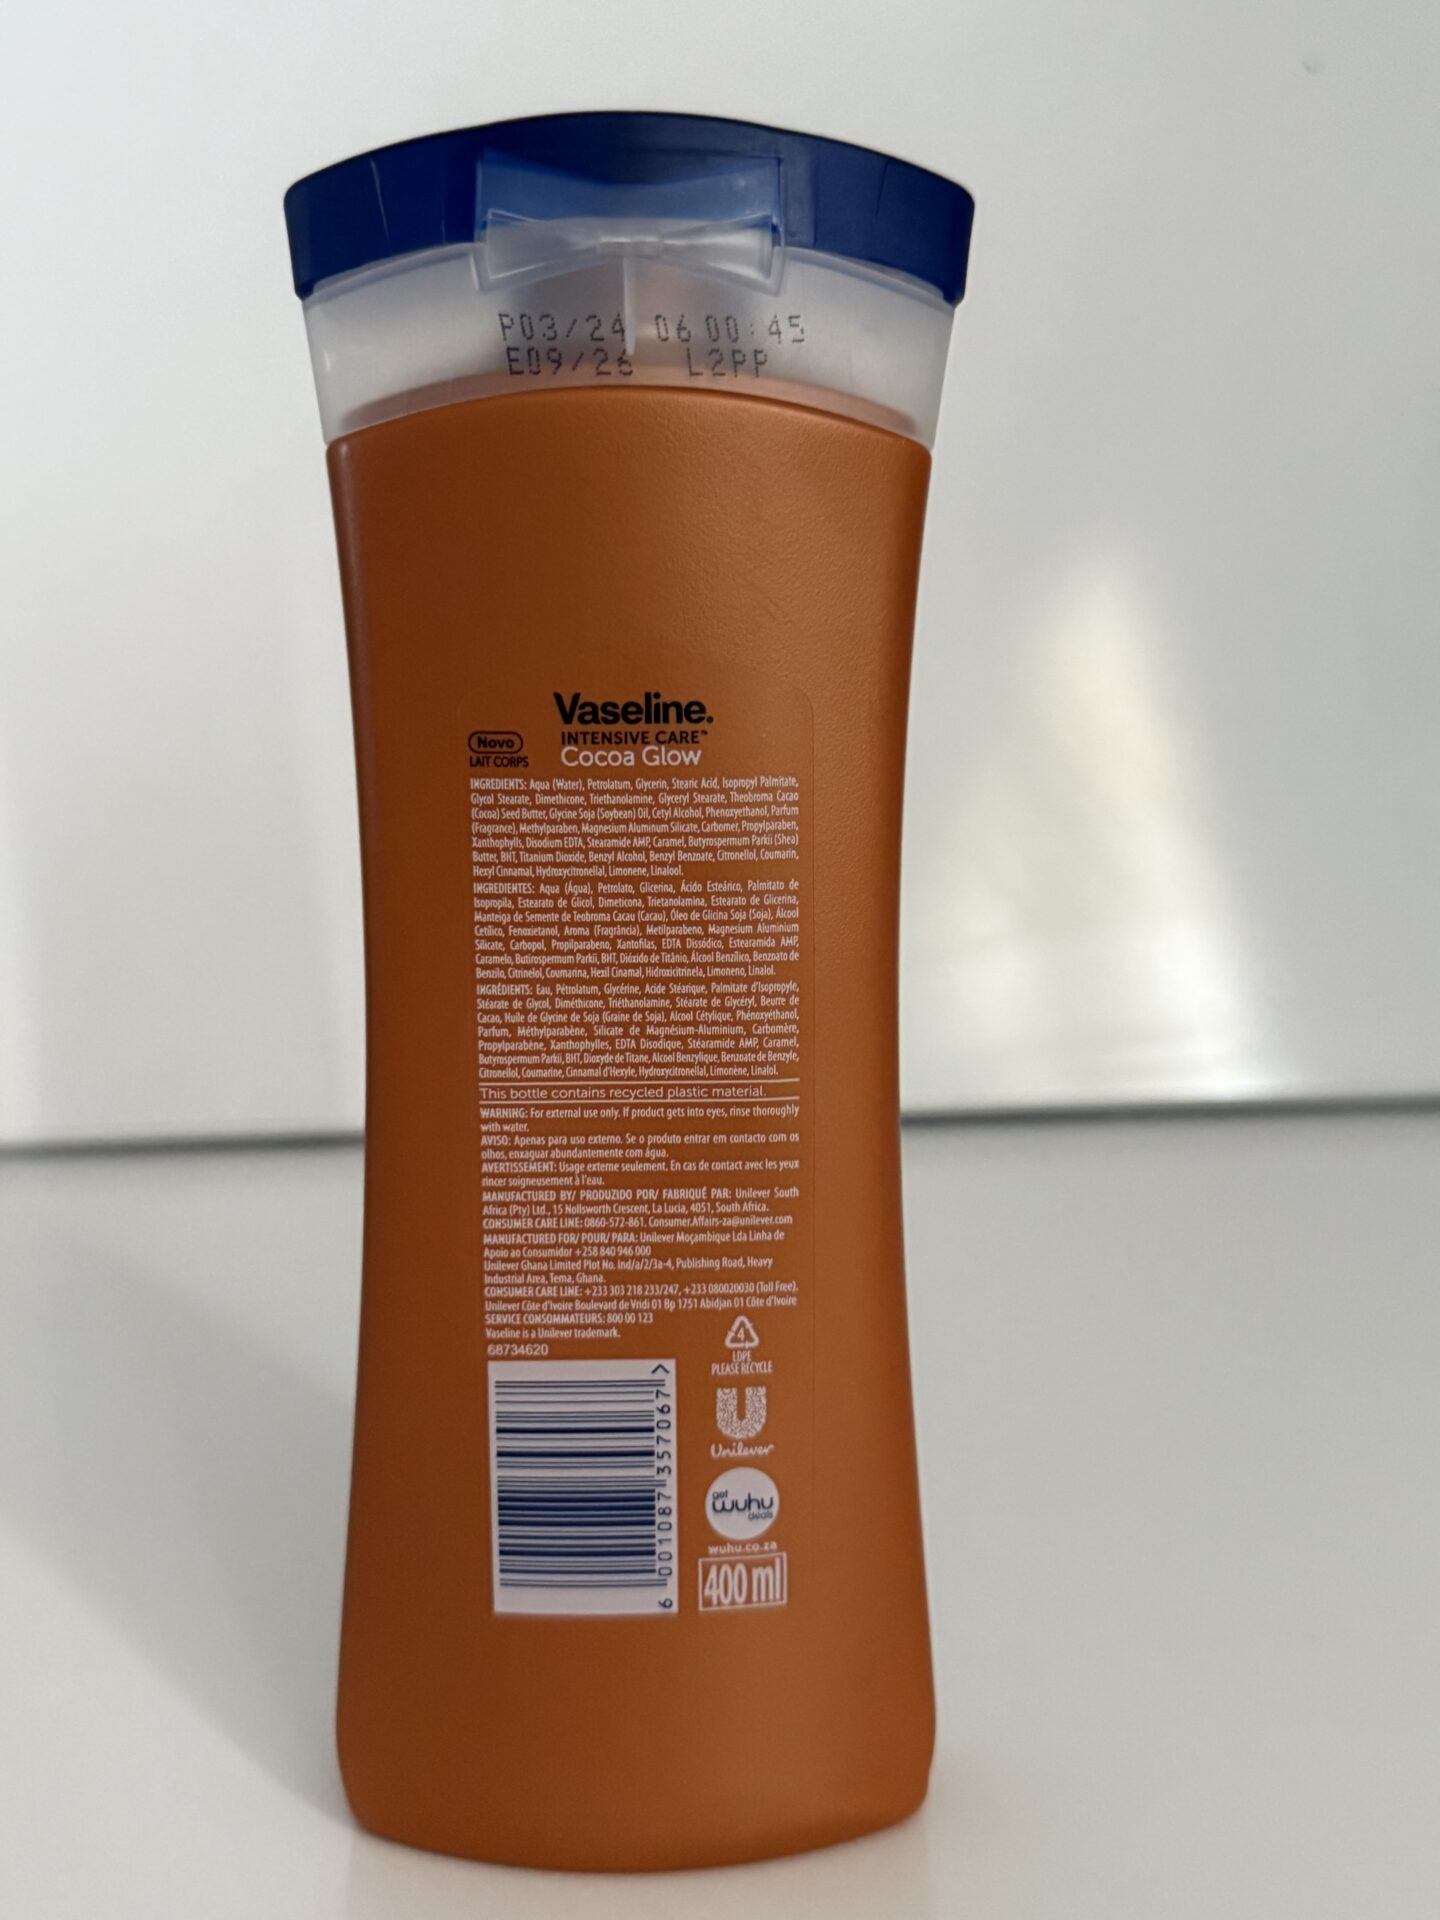 P03/24 06 00:45
E09/26 L2PP
Vaseline.
INTENSIVE CARE™
Cocoa Glow
Novo
LAIT CORPS
INGREDIENTS: Aqua (Water), Petrolatum, Glycerin, Stearic Acid, Isopropyl Palmitate,
Glycol Stearate, Dimethicone, Triethanolamine, Glyceryl Stearate, Theobroma Cacao
(Cocoa) Seed Butter, Glycine Soja (Soybean) Oil, Cetyl Alcohol, Phenoxyethanol, Parfum
(Fragrance), Methylparaben, Magnesium Aluminum Silicate, Carbomer, Propylparaben,
Xanthophylls, Disodium EDTA, Stearamide AMP, Caramel, Butyrospermum Parkii (Shea)
Butter, BHT, Titanium Dioxide, Benzyl Alcohol, Benzyl Benzoate, Citronellol, Coumarin,
Hexyl Cinnamal, Hydroxycitronellal, Limonene, Linalool.
INGREDIENTES: Aqua (Água), Petrolato, Glicerina, Ácido Esteárico, Palmitato de
Isopropila, Estearato de Glicol, Dimeticona, Trietanolamina, Estearato de Glicerina,
Manteiga de Semente de Teobroma Cacau (Cacau), Óleo de Glicina Soja (Soja), Álcool
Cetílico, Fenoxietanol, Aroma (Fragrância), Metilparabeno, Magnesium Aluminium
Silicate, Carbopol, Propilparabeno, Xantofilas, EDTA Dissódico, Estearamida AMP,
Caramelo, Butirospermum Parkii, BHT, Dióxido de Titânio, Álcool Benzílico, Benzoato de
Benzilo, Citrinelol, Coumarina, Hexil Cinamal, Hidroxicitrinela, Limoneno, Linalol.
INGRÉDIENTS: Eau, Pétrolatum, Glycérine, Acide Stéarique, Palmitate d'Isopropyle,
Stéarate de Glycol, Diméthicone, Triéthanolamine, Stéarate de Glycéryl, Beurre de
Cacao, Huile de Glycine de Soja (Graine de Soja), Alcool Cétylique, Phénoxyéthanol,
Parfum, Méthylparabène, Silicate de Magnésium-Aluminium, Carbomère,
Propylparabène, Xanthophylles, EDTA Disodique, Stéaramide AMP, Caramel,
Butyrospermum Parkii, BHT, Dioxyde de Titane, Alcool Benzylique, Benzoate de Benzyle,
Citronellol, Coumarine, Cinnamal d'Hexyle, Hydroxycitronellal, Limonène, Linalol.
This bottle contains recycled plastic material.
WARNING: For external use only. If product gets into eyes, rinse thoroughly
with water.
AVISO: Apenas para uso externo. Se o produto entrar em contacto com os
olhos, enxaguar abundantemente com água.
AVERTISSEMENT: Usage externe seulement. En cas de contact avec les yeux
rincer soigneusement à l'eau.
MANUFACTURED BY/ PRODUZIDO POR/ FABRIQUÉ PAR: Unilever South
Africa (Pty) Ltd., 15 Nollsworth Crescent, La Lucia, 4051, South Africa.
CONSUMER CARE LINE: 0860-572-861. Consumer.Affairs-za@unilever.com
MANUFACTURED FOR/ POUR/ PARA: Unilever Moçambique Lda Linha de
Apoio ao Consumidor +258 840 946 000
Unilever Ghana Limited Plot No. Ind/a/2/3a-4, Publishing Road, Heavy
Industrial Area, Tema, Ghana.
CONSUMER CARE LINE: +233 303 218 233/247, +233 080020030 (Toll Free).
Unilever Côte d'Ivoire Boulevard de Vridi 01 Bp 1751 Abidjan 01 Côte d'Ivoire
SERVICE CONSOMMATEURS: 800 00 123
Vaseline is a Unilever trademark.
68734620
4
LDPE
PLEASE RECYCLE
U
Unilever
get
wuhu
deals
wuhu.co.za
400 ml
6 001087 357067 >